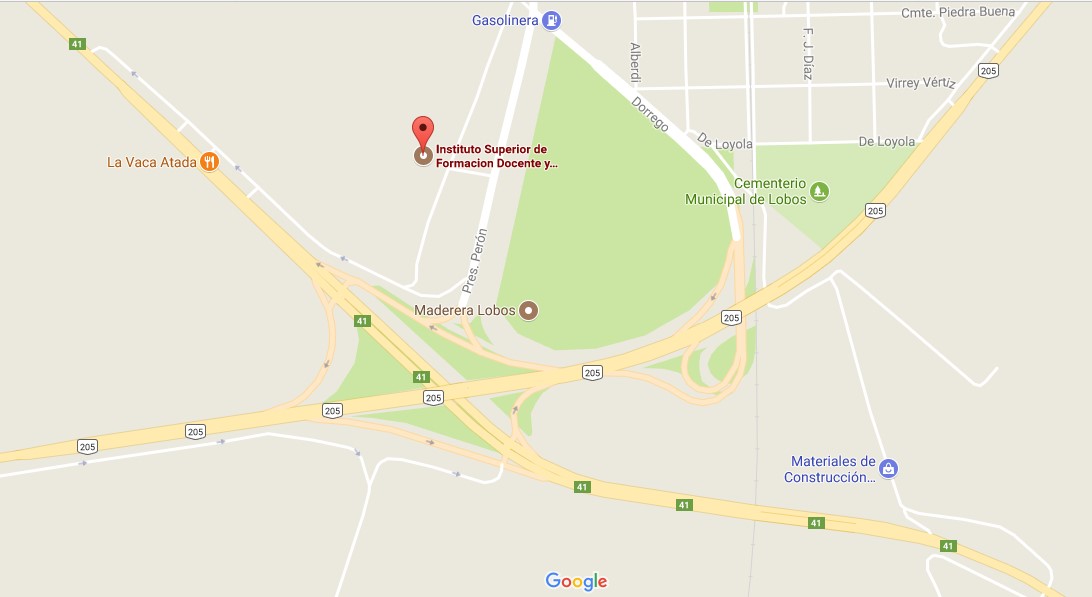 Gasolinera
Cmte. Piedra Buena
41
Alberdi
F. J. Díaz
205
Virrey Vértiz
Dorrego
De Loyola
De Loyola
Instituto Superior de
Formacion Docente y...
La Vaca Atada
Cementerio
Municipal de Lobos
205
Pres. Perón
Maderera Lobos
41
205
41
205
205
205
205
205
Materiales de
Construcción...
41
41
41
41
Google